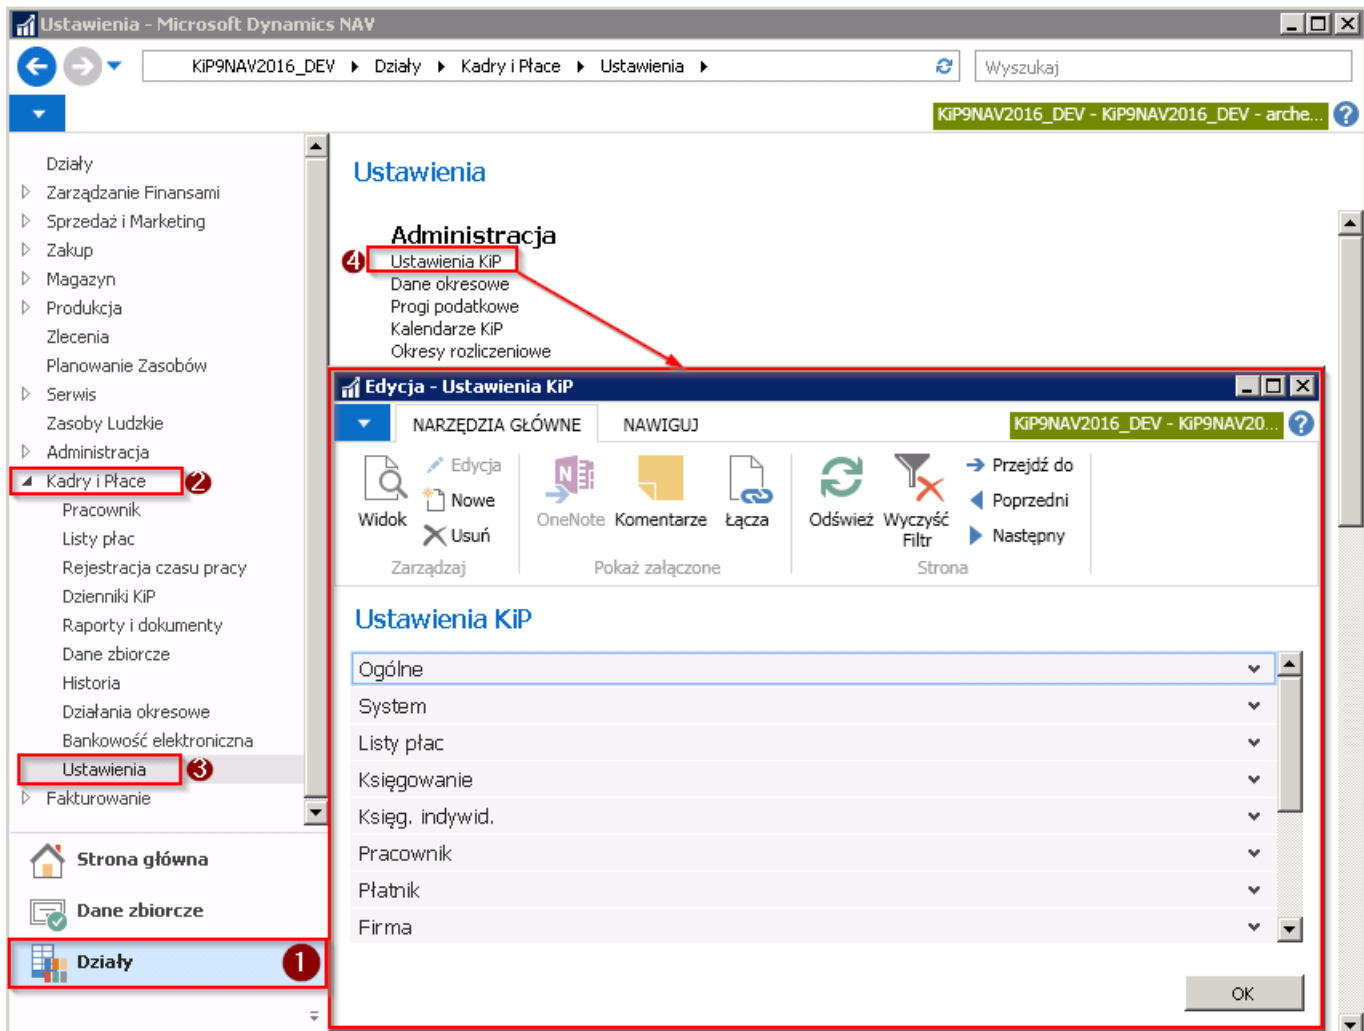 Ustawienia - Microsoft Dynamics NAV
KiP9NAV2016_DEV ▸ Działy ▸ Kadry i Płace ▸ Ustawienia ▸
Wyszukaj
KiP9NAV2016_DEV - KiP9NAV2016_DEV - arche...
?
Działy
Zarządzanie Finansami
Sprzedaż i Marketing
Zakup
Magazyn
Produkcja
Zlecenia
Planowanie Zasobów
Serwis
Zasoby Ludzkie
Administracja
Kadry i Płace
2
Pracownik
Listy płac
Rejestracja czasu pracy
Dzienniki KiP
Raporty i dokumenty
Dane zbiorcze
Historia
Działania okresowe
Bankowość elektroniczna
Ustawienia
3
Fakturowanie
Strona główna
Dane zbiorcze
Działy
1
Ustawienia
Administracja
4
Ustawienia KiP
Dane okresowe
Progi podatkowe
Kalendarze KiP
Okresy rozliczeniowe
Edycja - Ustawienia KiP
NARZĘDZIA GŁÓWNE
NAWIGUJ
KiP9NAV2016_DEV - KiP9NAV20...
?
Widok
Edycja
Nowe
Usuń
Zarządzaj
N
OneNote
Komentarze
Łącza
Pokaż załączone
Odśwież
Wyczyść
Filtr
Przejdź do
Poprzedni
Następny
Strona
Ustawienia KiP
Ogólne
System
Listy płac
Księgowanie
Księg. indywid.
Pracownik
Płatnik
Firma
OK